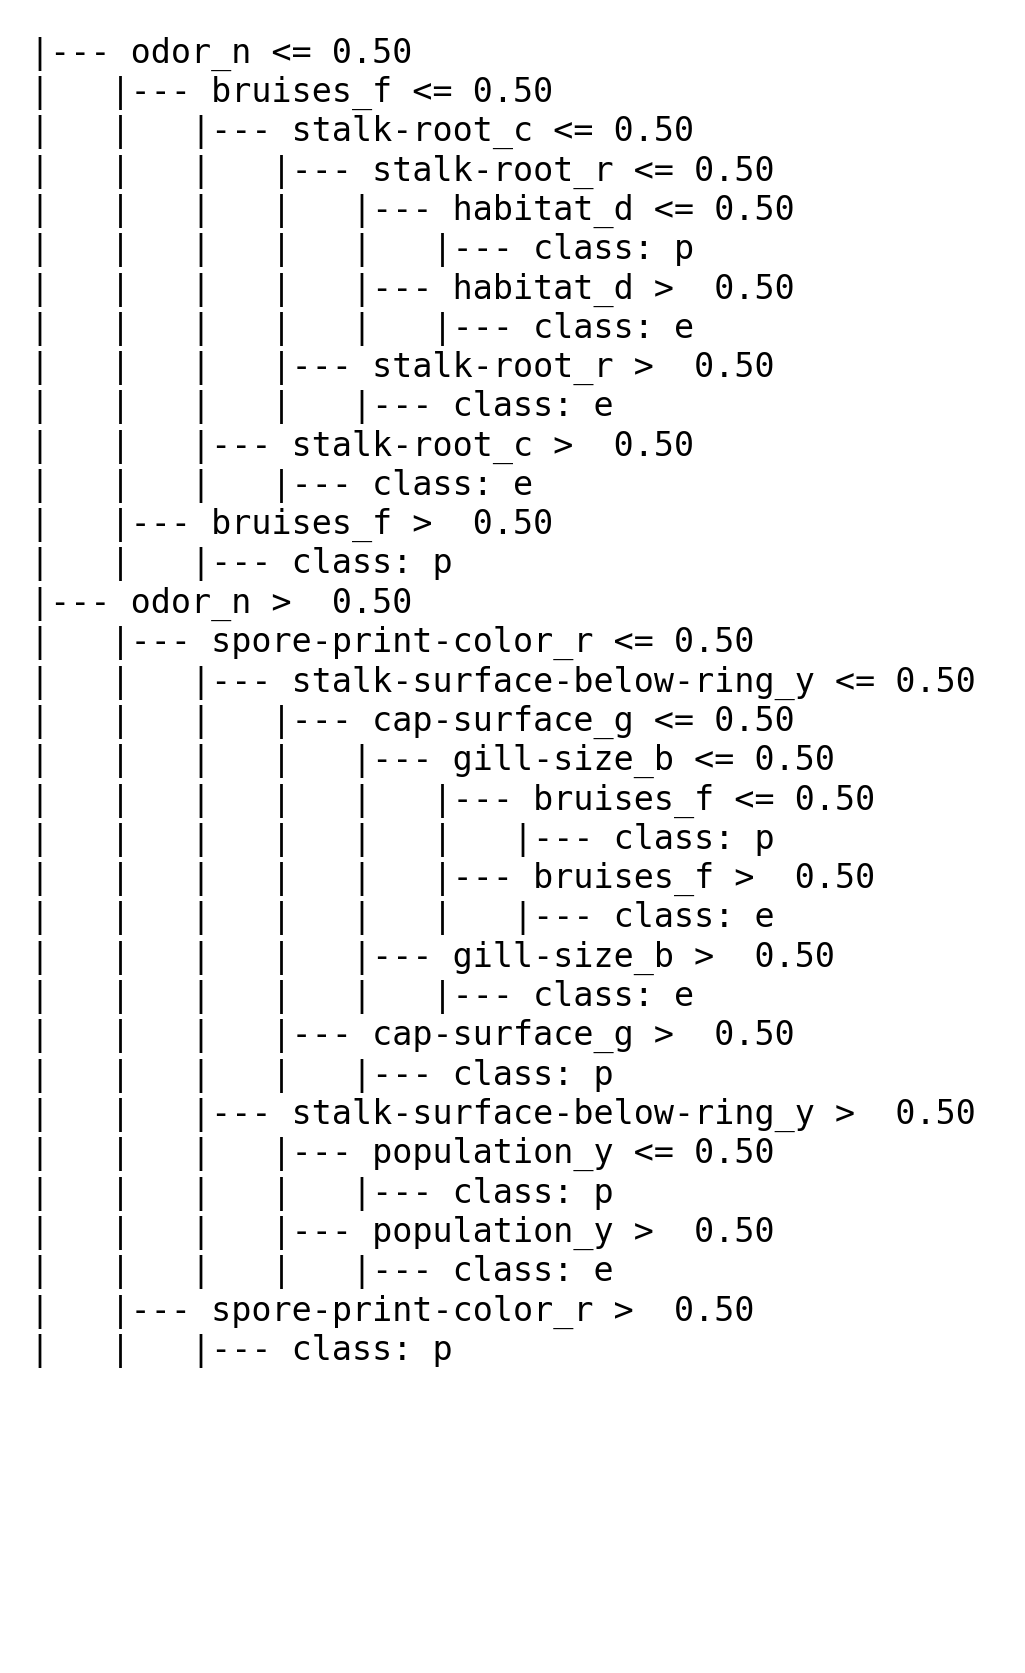 |--- odor_n <= 0.50
|   |--- bruises_f <= 0.50
|   |   |--- stalk-root_c <= 0.50
|   |   |   |--- stalk-root_r <= 0.50
|   |   |   |   |--- habitat_d <= 0.50
|   |   |   |   |   |--- class: p
|   |   |   |   |--- habitat_d >  0.50
|   |   |   |   |   |--- class: e
|   |   |   |--- stalk-root_r >  0.50
|   |   |   |   |--- class: e
|   |   |--- stalk-root_c >  0.50
|   |   |   |--- class: e
|   |--- bruises_f >  0.50
|   |   |--- class: p
|--- odor_n >  0.50
|   |--- spore-print-color_r <= 0.50
|   |   |--- stalk-surface-below-ring_y <= 0.50
|   |   |   |--- cap-surface_g <= 0.50
|   |   |   |   |--- gill-size_b <= 0.50
|   |   |   |   |   |--- bruises_f <= 0.50
|   |   |   |   |   |   |--- class: p
|   |   |   |   |   |--- bruises_f >  0.50
|   |   |   |   |   |   |--- class: e
|   |   |   |   |--- gill-size_b >  0.50
|   |   |   |   |   |--- class: e
|   |   |   |--- cap-surface_g >  0.50
|   |   |   |   |--- class: p
|   |   |--- stalk-surface-below-ring_y >  0.50
|   |   |   |--- population_y <= 0.50
|   |   |   |   |--- class: p
|   |   |   |--- population_y >  0.50
|   |   |   |   |--- class: e
|   |--- spore-print-color_r >  0.50
|   |   |--- class: p